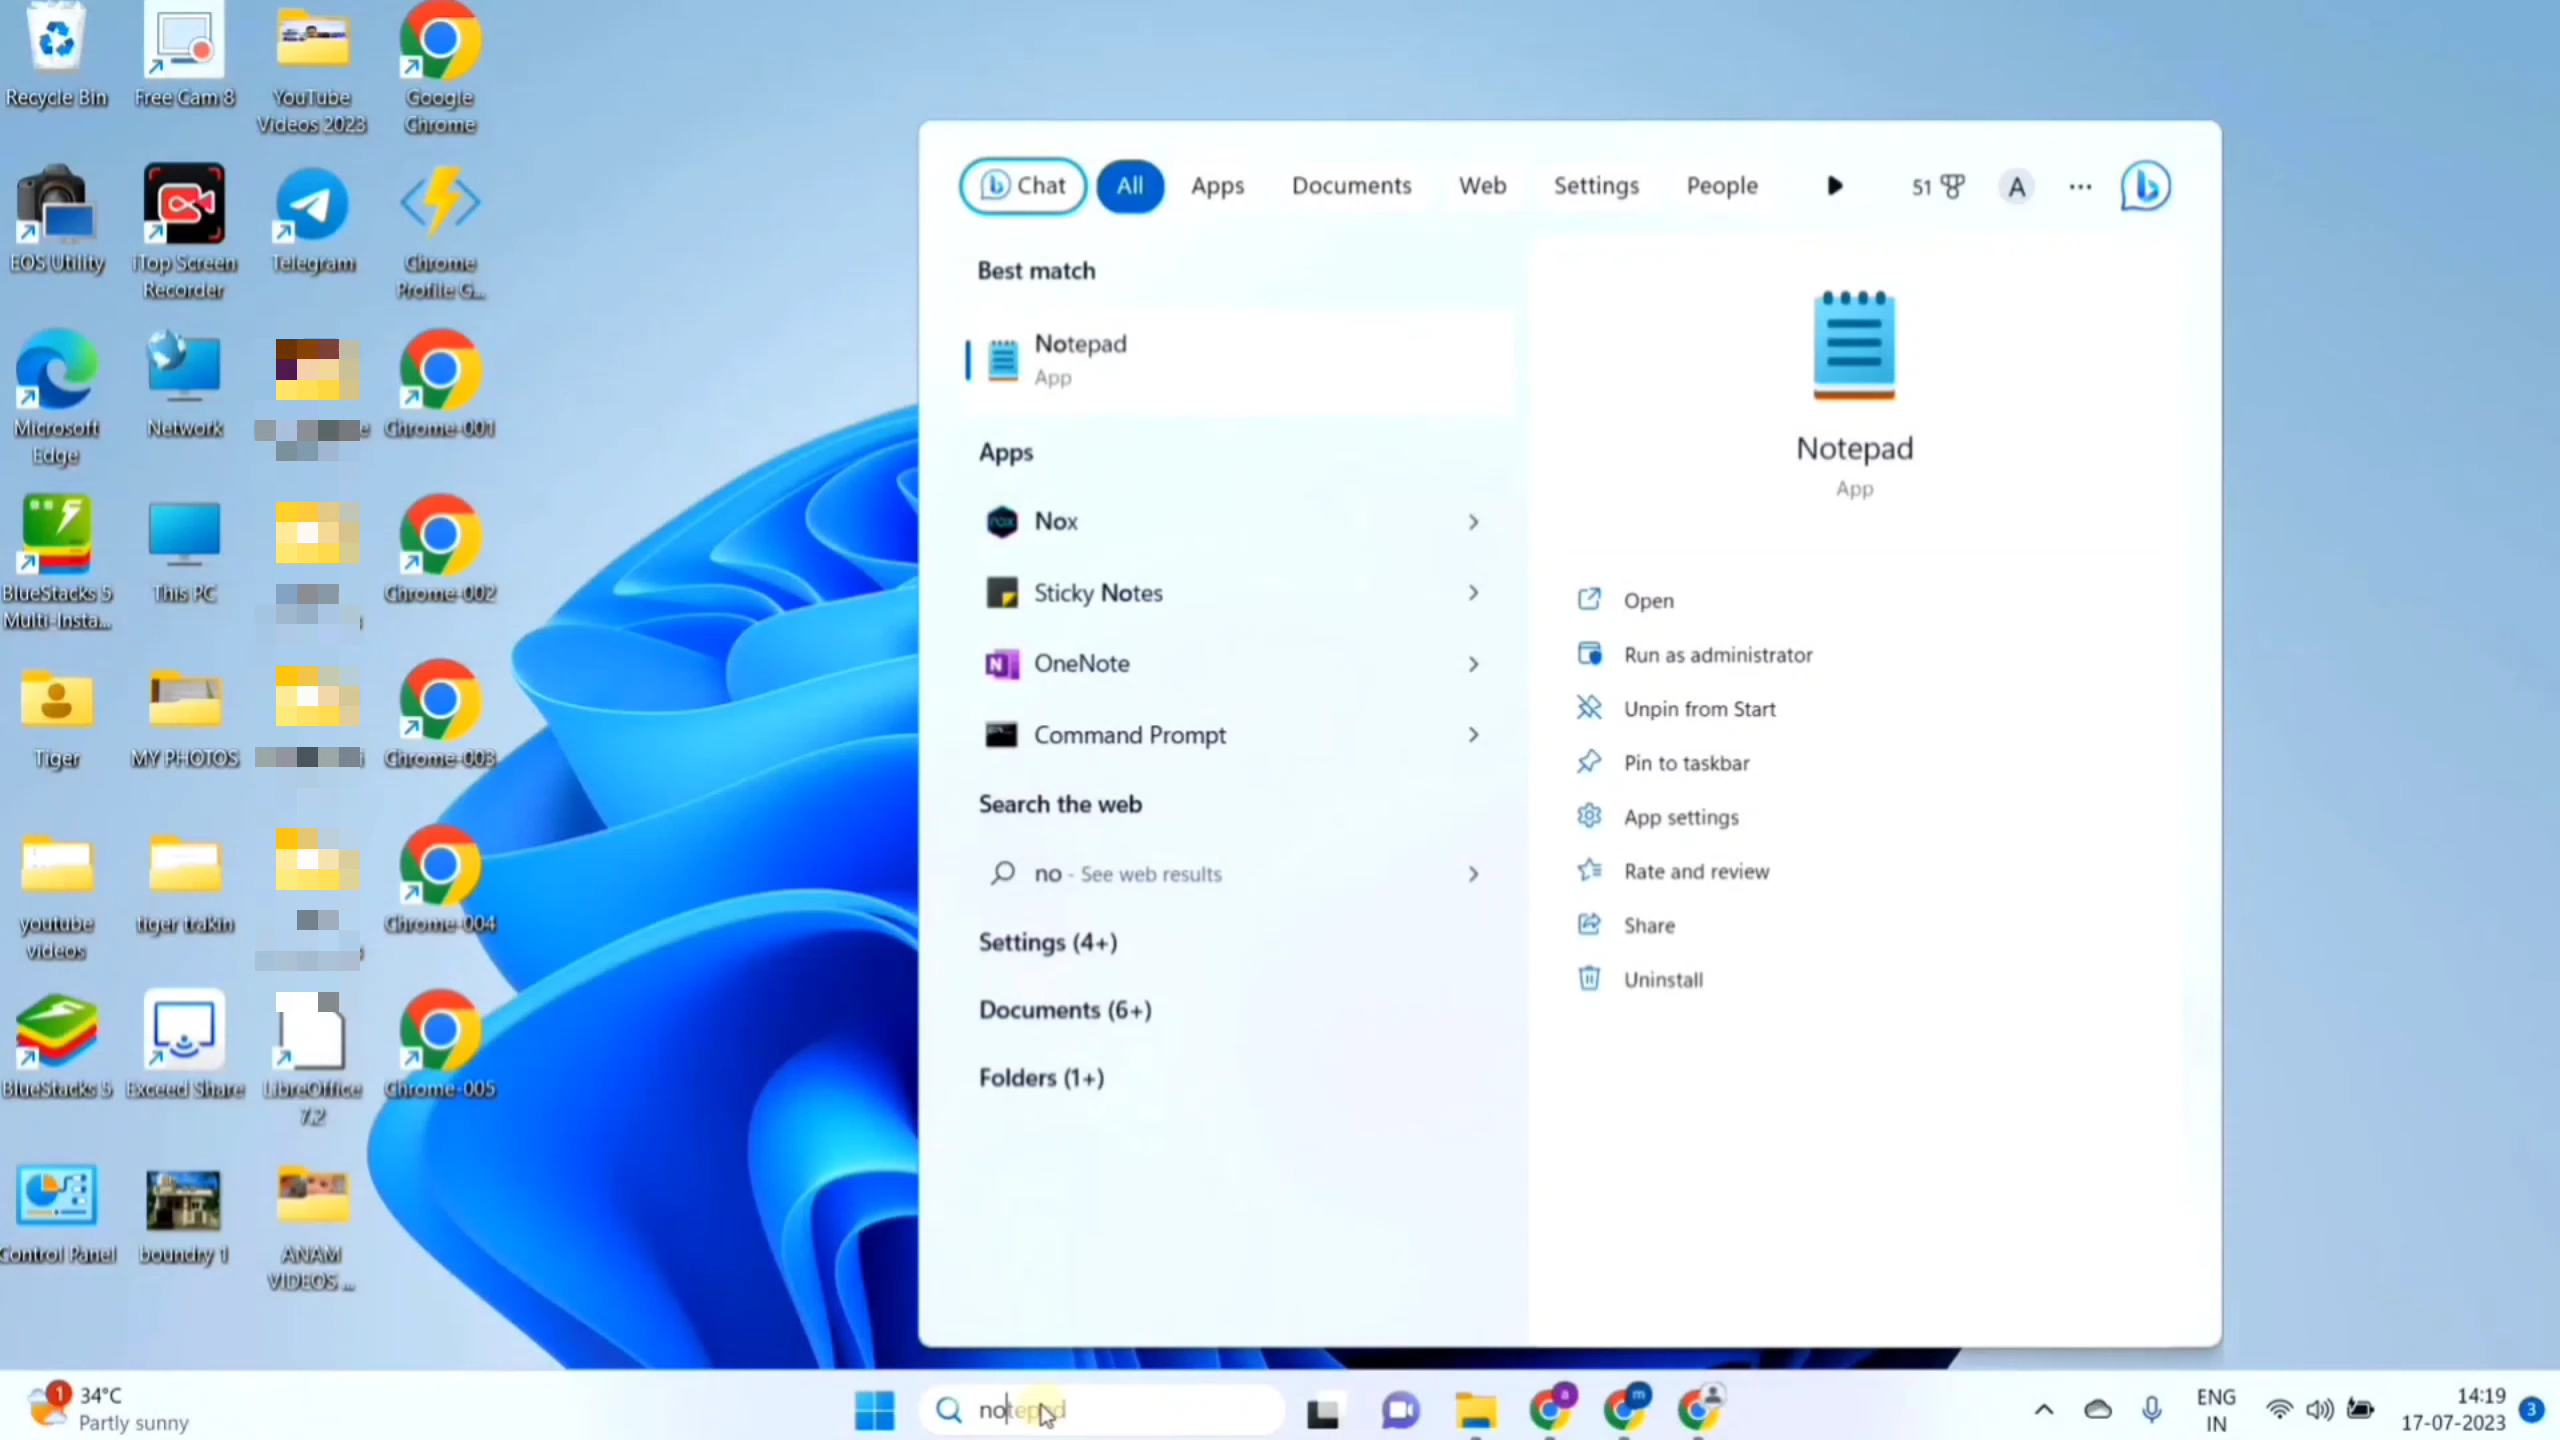 Recycle Bin
Free Cam 8
YouTube
Videos 2023
Google
Chrome
EOS Utility
iTop Screen
Recorder
Telegram
Chrome
Profile G...
Microsoft
Edge
Network
Chrome-001
BlueStacks 5
Multi-Insta...
This PC
Chrome-002
Tiger
MY PHOTOS
Chrome-003
youtube
videos
tiger trakin
Chrome-004
BlueStacks 5
Exceed Share
LibreOffice
7.2
Chrome-005
Control Panel
boundry 1
ANAM
VIDEOS ...
Chat
All
Apps
Documents
Web
Settings
People
51
A
Best match
Notepad
App
Apps
Nox
Sticky Notes
OneNote
Command Prompt
Search the web
no - See web results
Settings (4+)
Documents (6+)
Folders (1+)
Notepad
App
Open
Run as administrator
Unpin from Start
Pin to taskbar
App settings
Rate and review
Share
Uninstall
1
34°C
Partly sunny
notepad
a
m
ENG
IN
14:19
17-07-2023
3